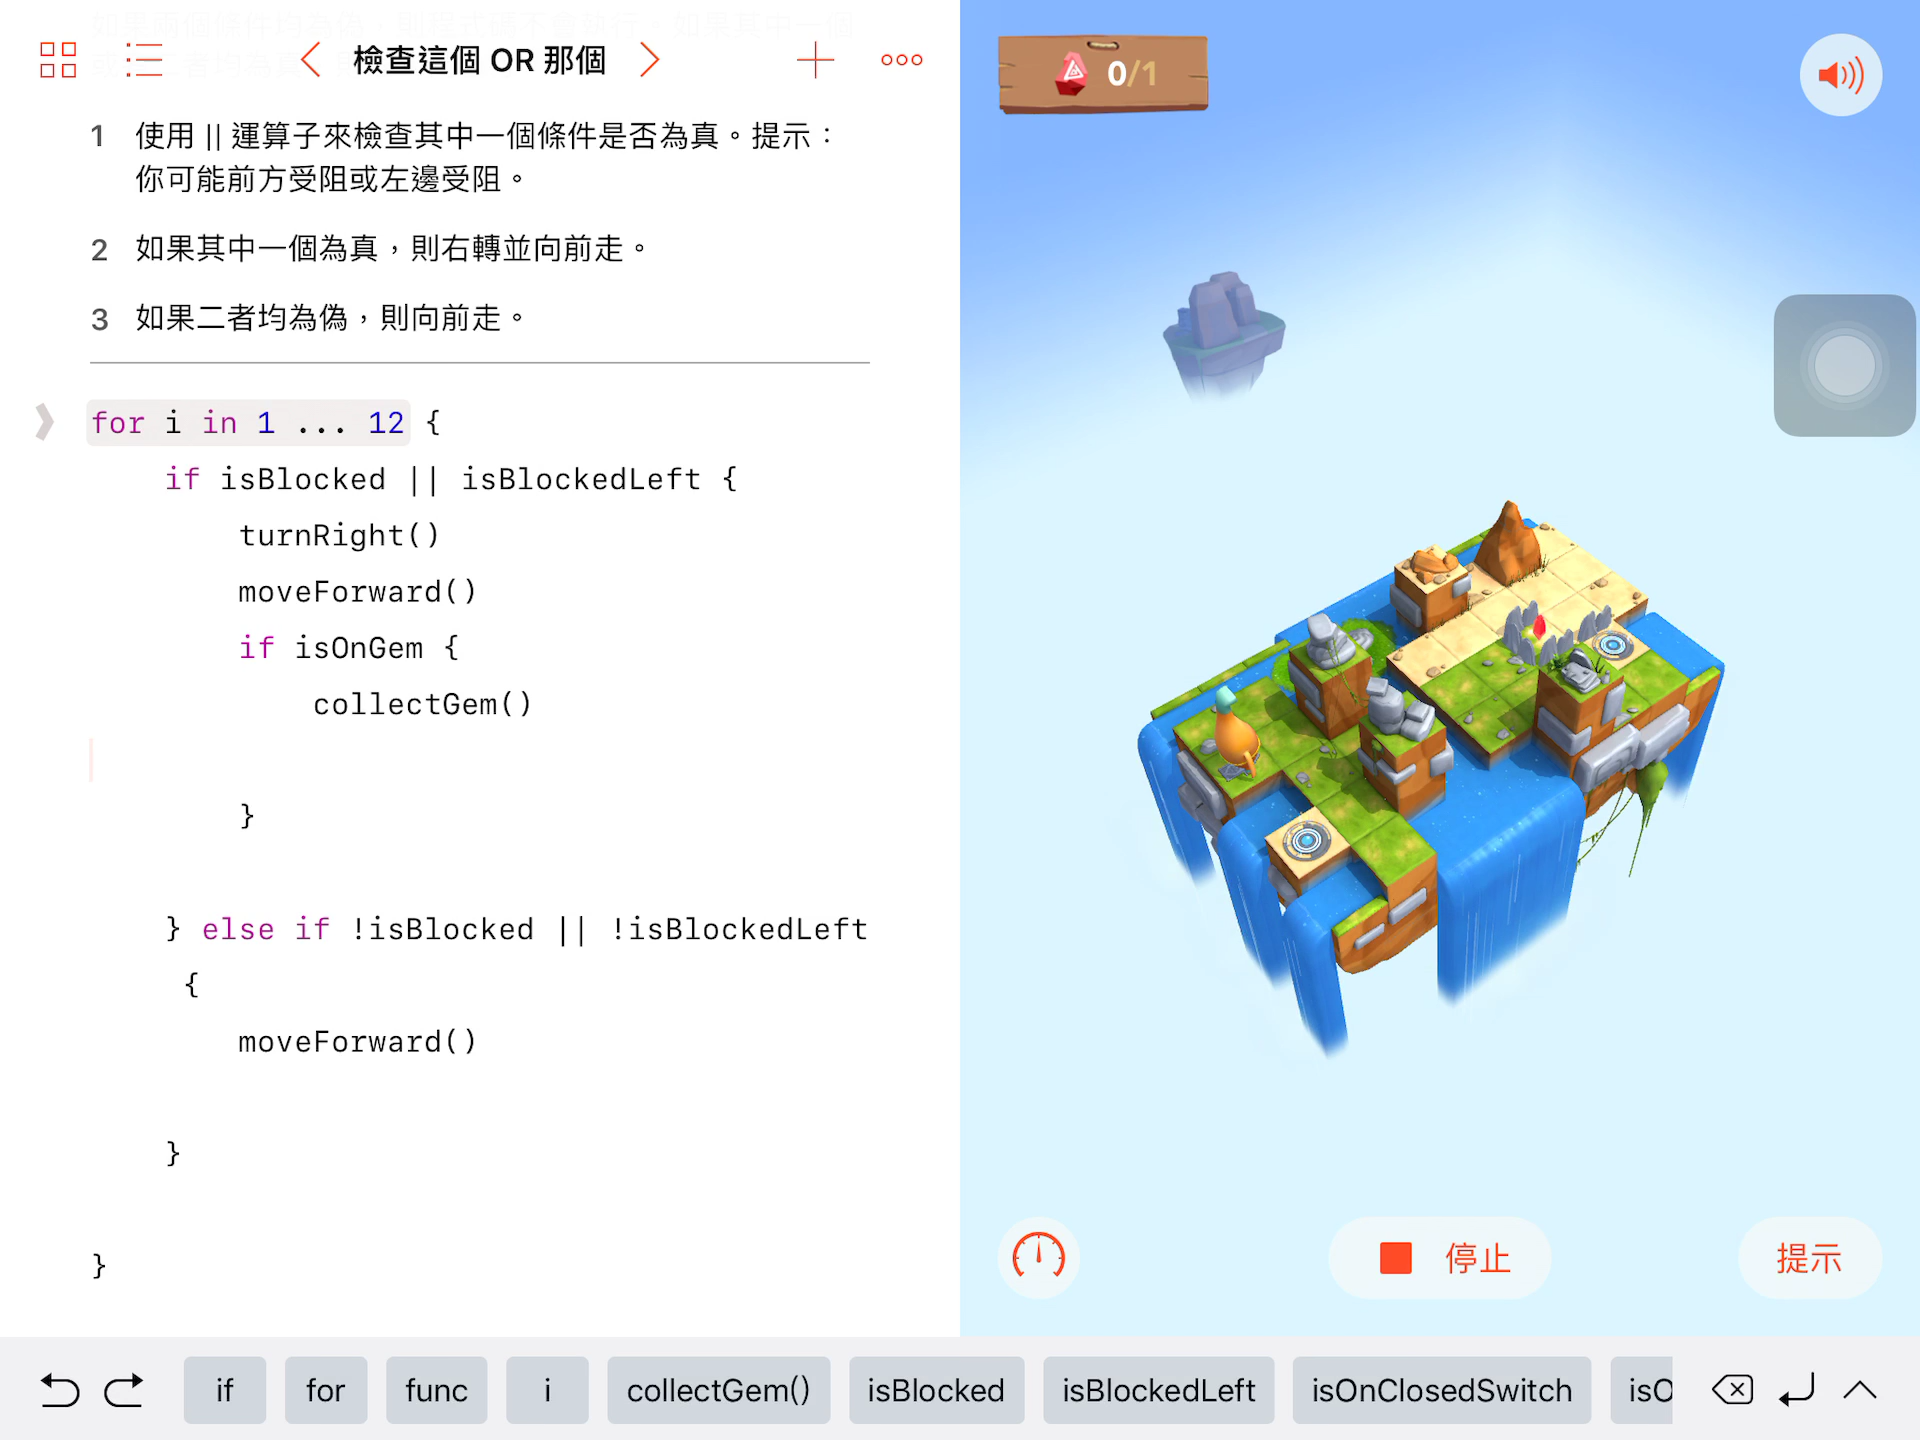 檢查這個 OR 那個
1 使用 || 運算子來檢查其中一個條件是否為真。提示：
你可能前方受阻或左邊受阻。
2 如果其中一個為真，則右轉並向前走。
3 如果二者均為偽，則向前走。
for i in 1 ... 12 {
if isBlocked || isBlockedLeft {
turnRight()
moveForward()
if isOnGem {
collectGem()
}
} else if !isBlocked || !isBlockedLeft
{
moveForward()
}
}
0/1
停止
提示
if for func i collectGem() isBlocked isBlockedLeft isOnClosedSwitch isO